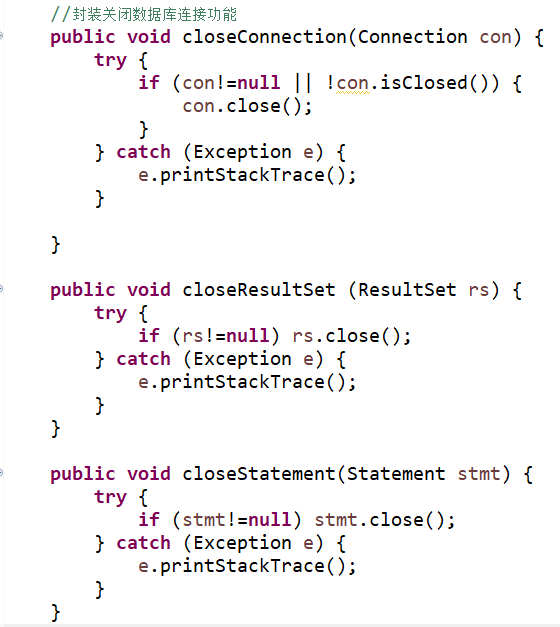 //封装关闭数据库连接功能
public void closeConnection(Connection con) {
try {
if (con!=null || !con.isClosed()) {
con.close();
}
} catch (Exception e) {
e.printStackTrace();
}
}
public void closeResultSet (ResultSet rs) {
try {
if (rs!=null) rs.close();
} catch (Exception e) {
e.printStackTrace();
}
}
public void closeStatement(Statement stmt) {
try {
if (stmt!=null) stmt.close();
} catch (Exception e) {
e.printStackTrace();
}
}